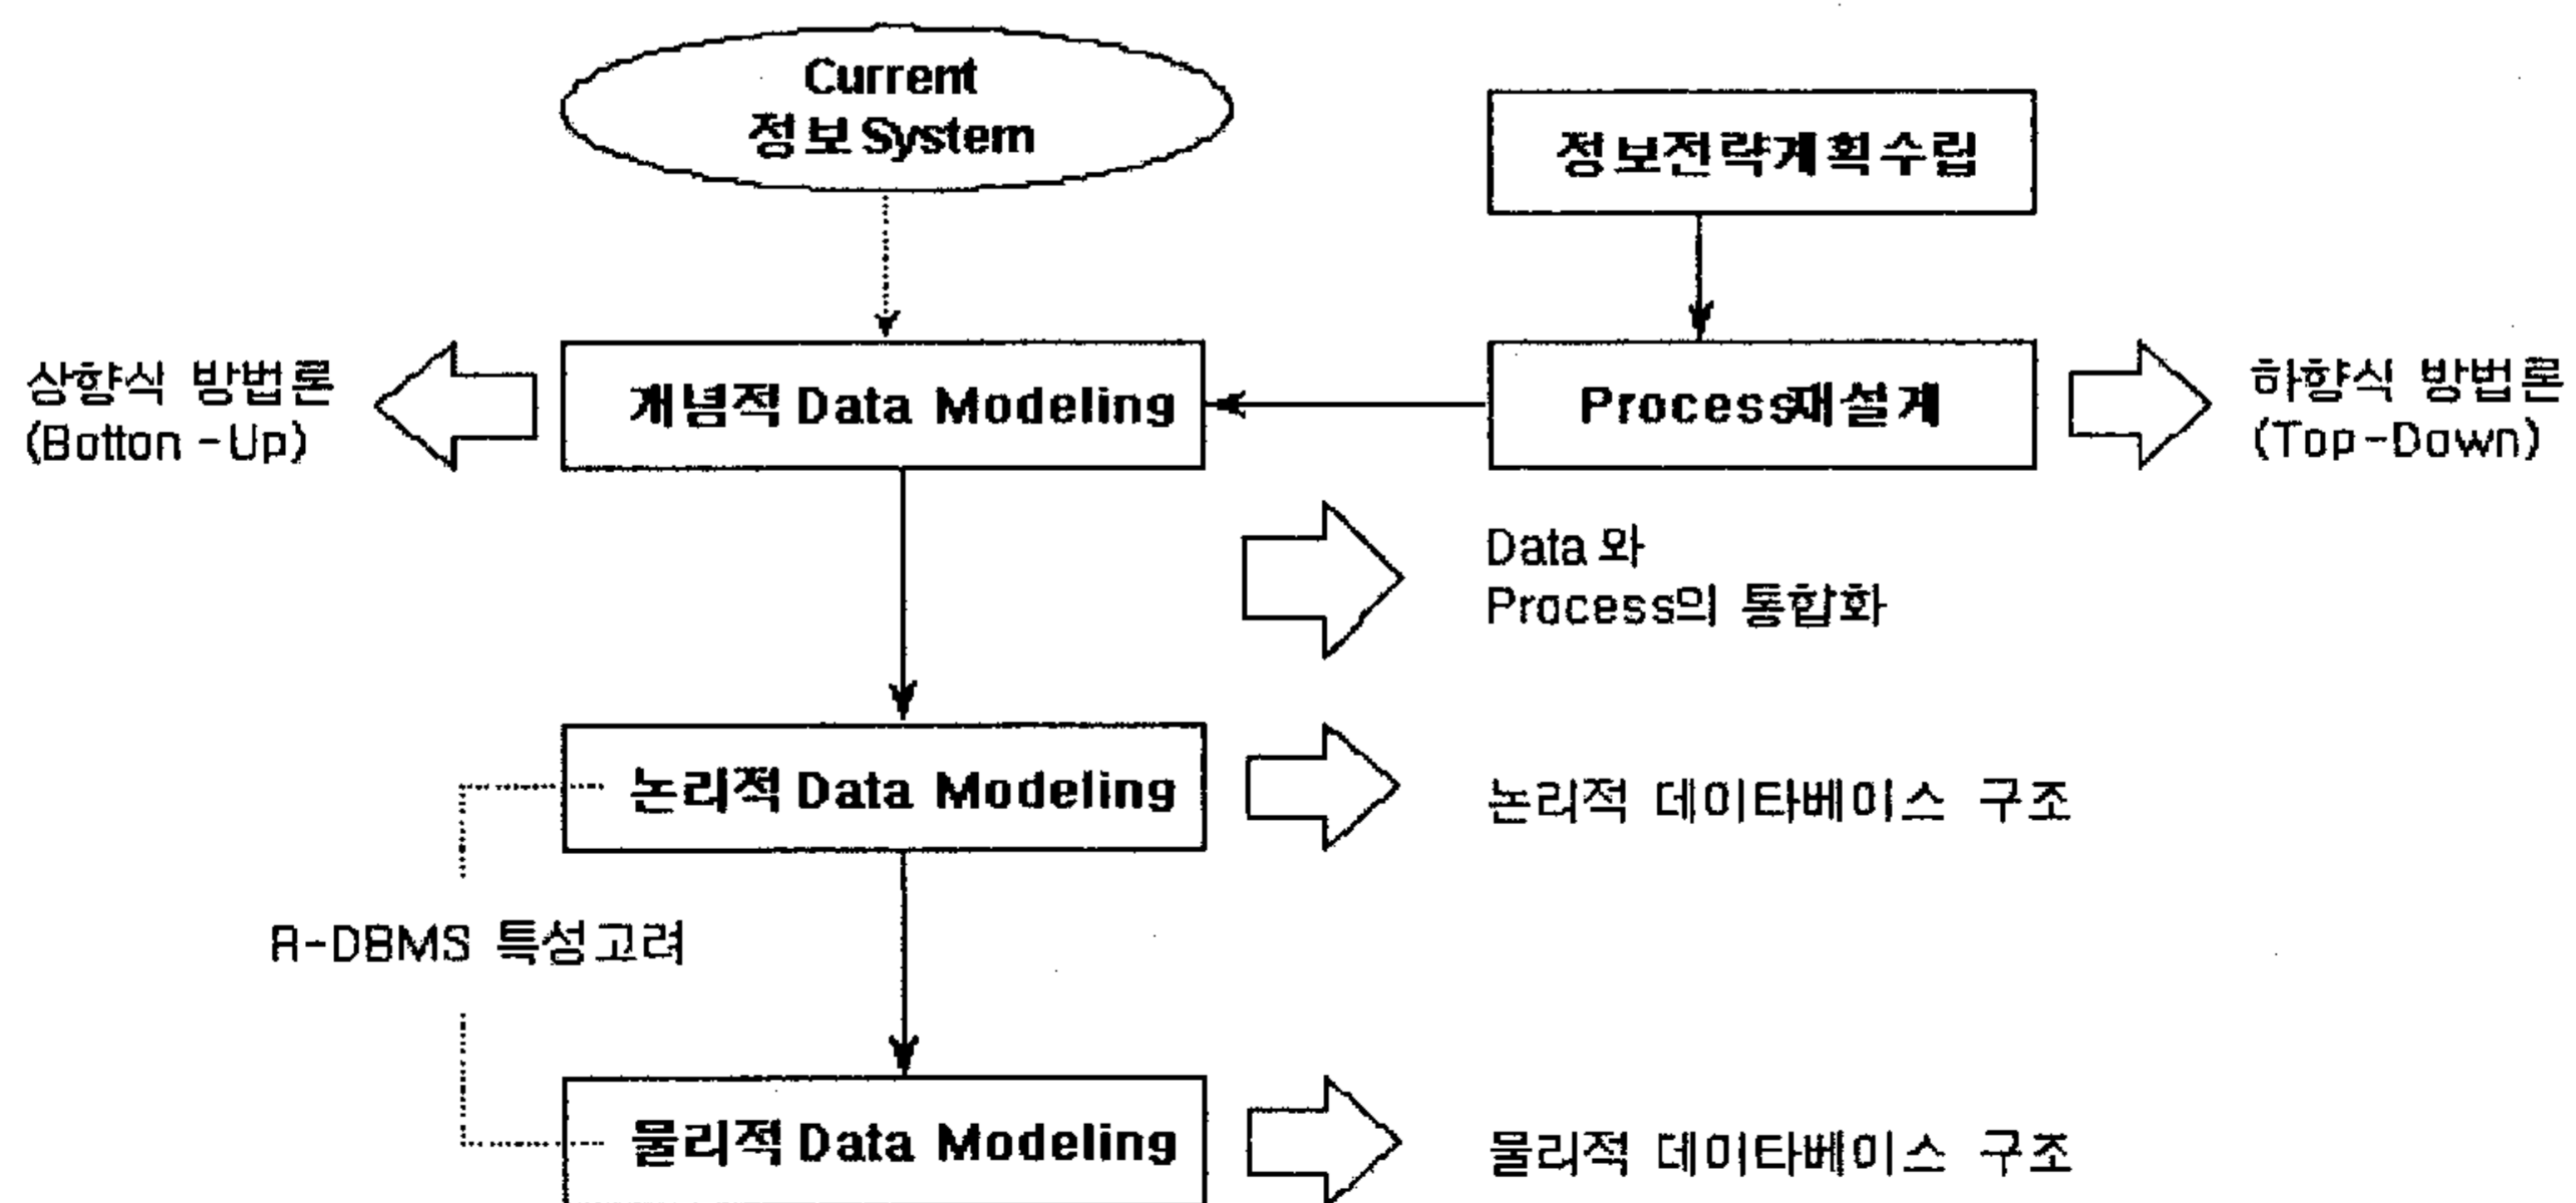 Current
정보 System
정보전략계획수립
상향식 방법론
(Botton -Up)
개념적 Data Modeling
Process재설계
하향식 방법론
(Top-Down)
Data 와
Process의 통합화
논리적 Data Modeling
논리적 데이타베이스 구조
R-DBMS 특성고려
물리적 Data Modeling
물리적 데이타베이스 구조